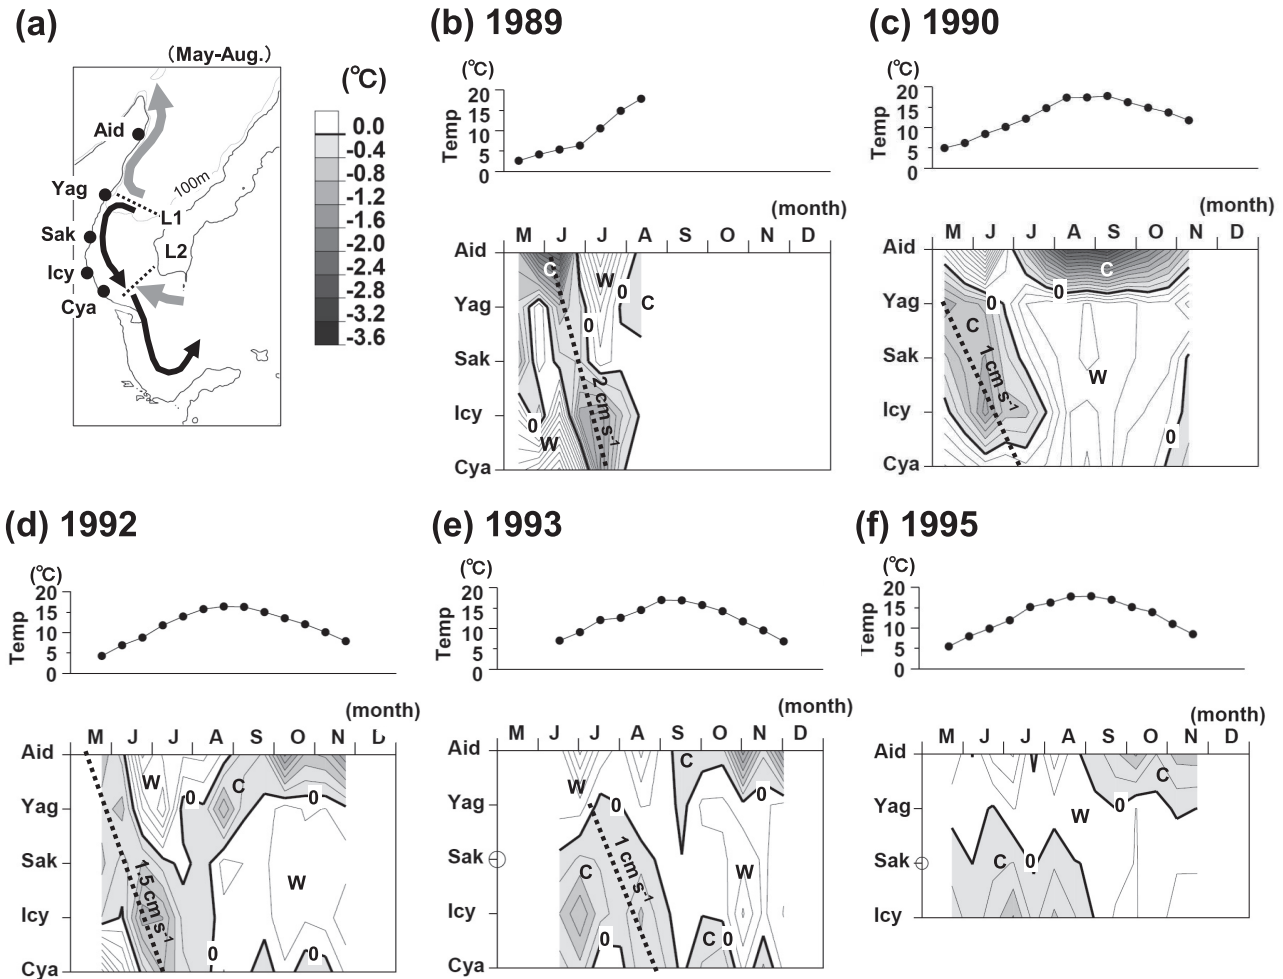 (a)
(May-Aug.)
Aid
Yag
Sak
Icy
Cya
100m
L1
L2
(℃)
0.0
-0.4
-0.8
-1.2
-1.6
-2.0
-2.4
-2.8
-3.2
-3.6
(b) 1989
(℃)
Temp
20
15
10
5
0
(month)
M J J A S O N D
Aid
Yag
Sak
Icy
Cya
C
W
0
C
0
0
W
2 cm s-1
(c) 1990
(℃)
Temp
20
15
10
5
0
(month)
M J J A S O N D
Aid
Yag
Sak
Icy
Cya
C
0
0
C
W
0
1 cm s-1
(d) 1992
(℃)
Temp
20
15
10
5
0
(month)
M J J A S O N D
Aid
Yag
Sak
Icy
Cya
W
C
0
0
W
0
0
1.5 cm s-1
(e) 1993
(℃)
Temp
20
15
10
5
0
(month)
M J J A S O N D
Aid
Yag
Sak
Icy
Cya
C
W
0
0
C
W
0
C
0
1 cm s-1
(f) 1995
(℃)
Temp
20
15
10
5
0
(month)
M J J A S O N D
Aid
Yag
Sak
Icy
C
0
W
C
0